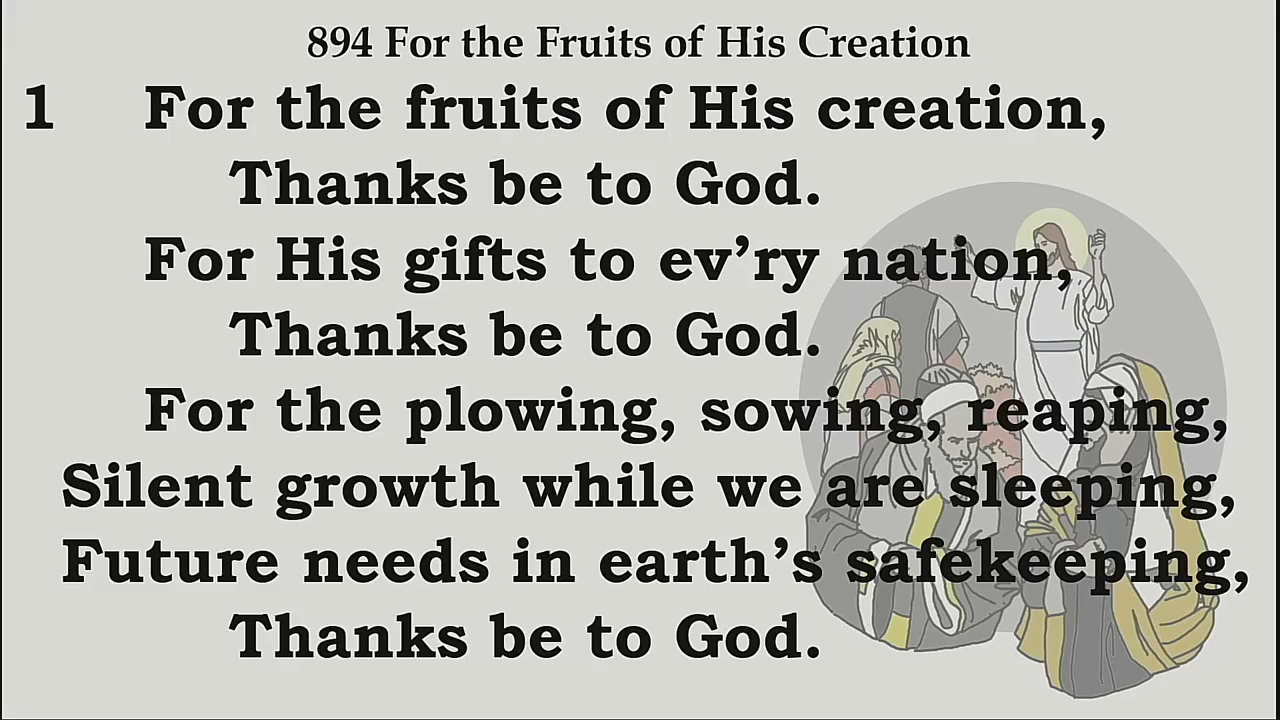 894 For the Fruits of His Creation
1 For the fruits of His creation,
Thanks be to God.
For His gifts to ev’ry nation,
Thanks be to God.
For the plowing, sowing, reaping,
Silent growth while we are sleeping,
Future needs in earth’s safekeeping,
Thanks be to God.